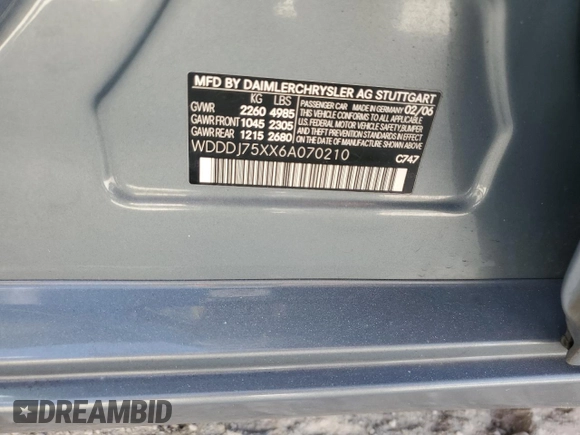 MFD BY DAIMLERCHRYSLER AG STUTTGART
KG LBS PASSENGER CAR MADE IN GERMANY 02/06
GVWR 2260 4985 THIS VEHICLE CONFORMS TO ALL
GAWR FRONT 1045 2305 APPLICABLE U.S. FEDERAL MOTOR VEHICLE SAFETY, BUMPER
GAWR REAR 1215 2680 AND THEFT PREVENTION STANDARDS IN EFFECT
ON THE DATE OF MANUFACTURE SHOWN ABOVE.
WDDDJ75XX6A070210
C747
DREAMBID